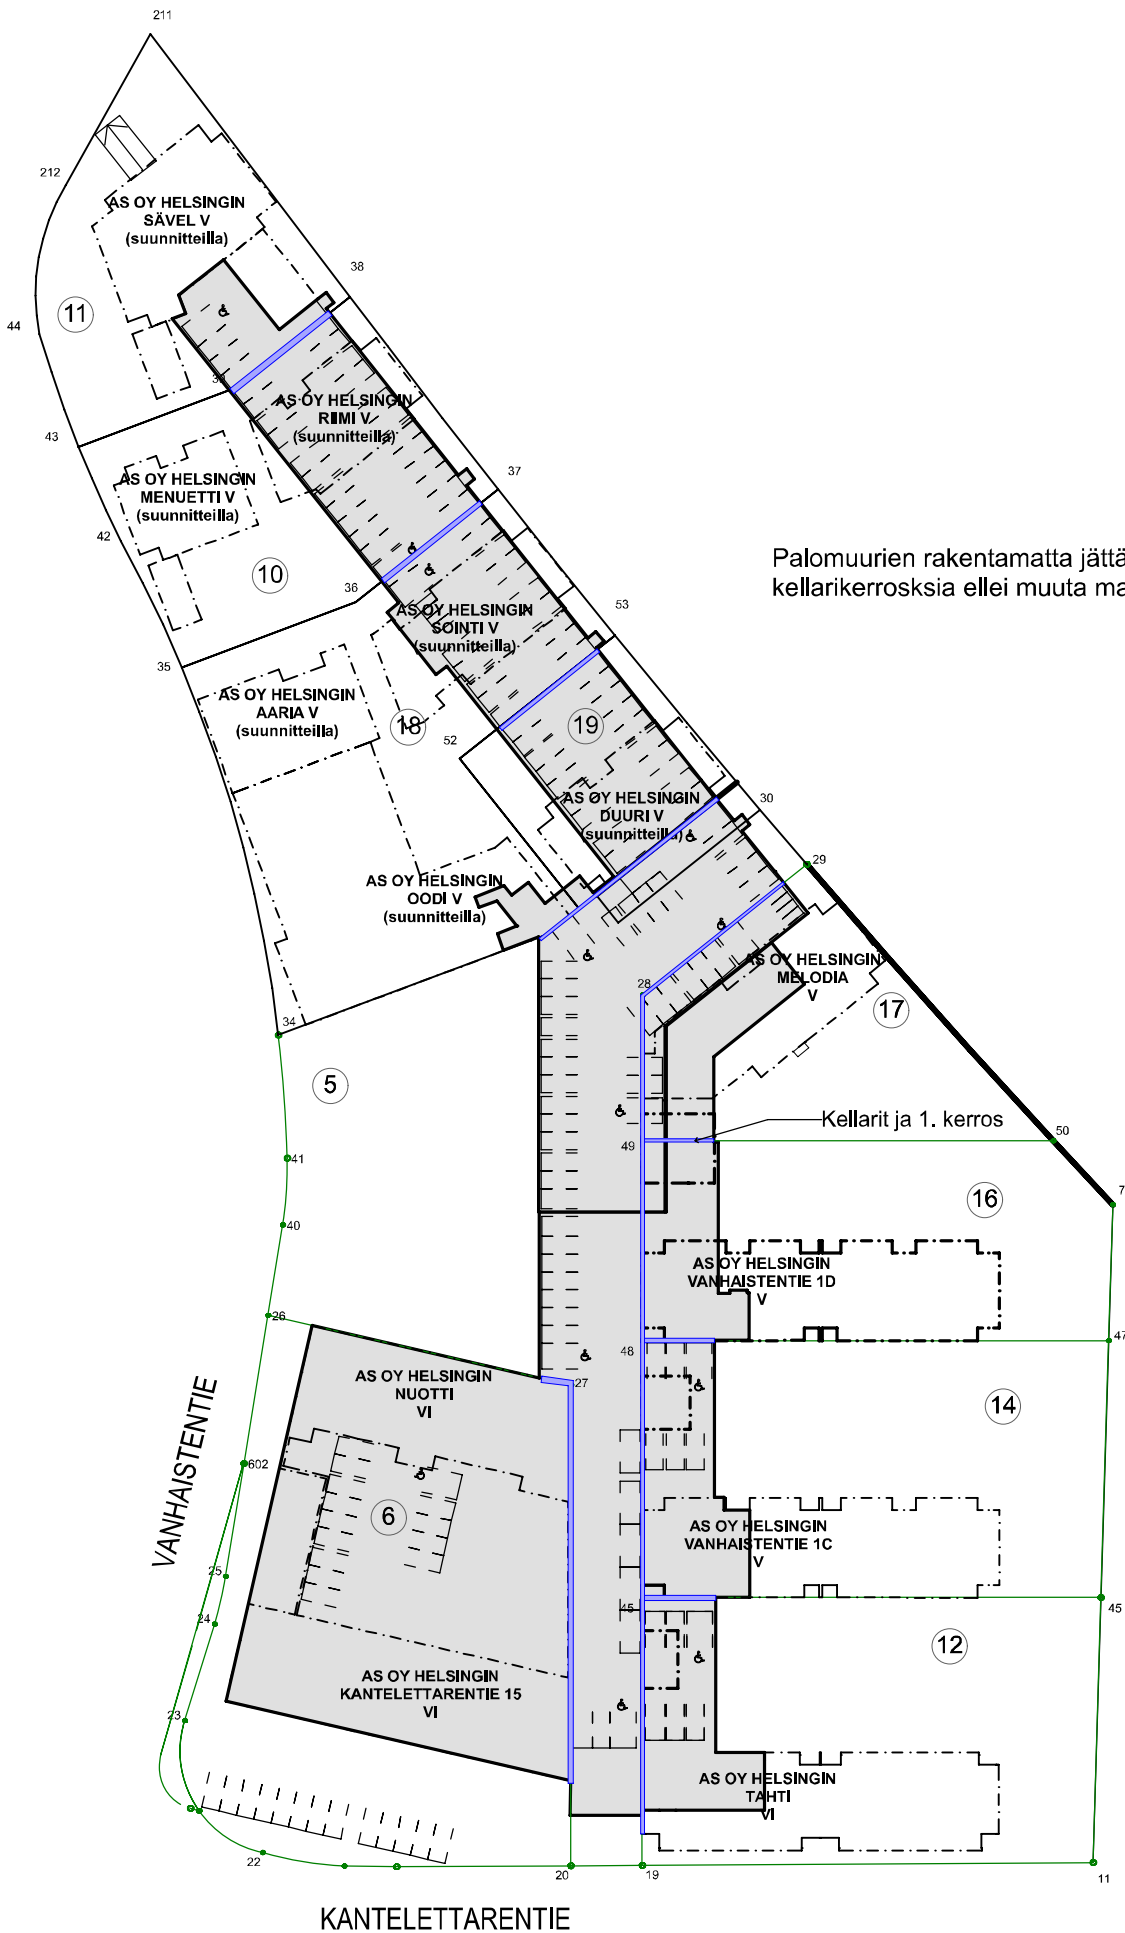 211
212
AS OY HELSINGIN
SÄVEL V
(suunnitteilla)
38
11
44
AS OY HELSINGIN
RIIMI V
(suunnitteilla)
43
37
AS OY HELSINGIN
MENUETTI V
(suunnitteilla)
42
10
36
Palomuurien rakentamatta jättä
kellarikerrosksia ellei muuta ma
AS OY HELSINGIN
SOINTI V
(suunnitteilla)
53
35
AS OY HELSINGIN
AARIA V
(suunnitteilla)
18
19
52
AS OY HELSINGIN
DUURI V
(suunnitteilla)
30
29
AS OY HELSINGIN
OODI V
(suunnitteilla)
AS OY HELSINGIN
MELODIA
V
28
17
34
5
Kellarit ja 1. kerros
49
50
41
16
7
40
AS OY HELSINGIN
VANHAISTENTIE 1D
V
26
48
47
AS OY HELSINGIN
NUOTTI
VI
27
14
VANHAISTENTIE
602
6
AS OY HELSINGIN
VANHAISTENTIE 1C
V
25
24
45
45
12
AS OY HELSINGIN
KANTELETTARENTIE 15
VI
23
AS OY HELSINGIN
TAHTI
VI
22
20
19
11
KANTELETTARENTIE